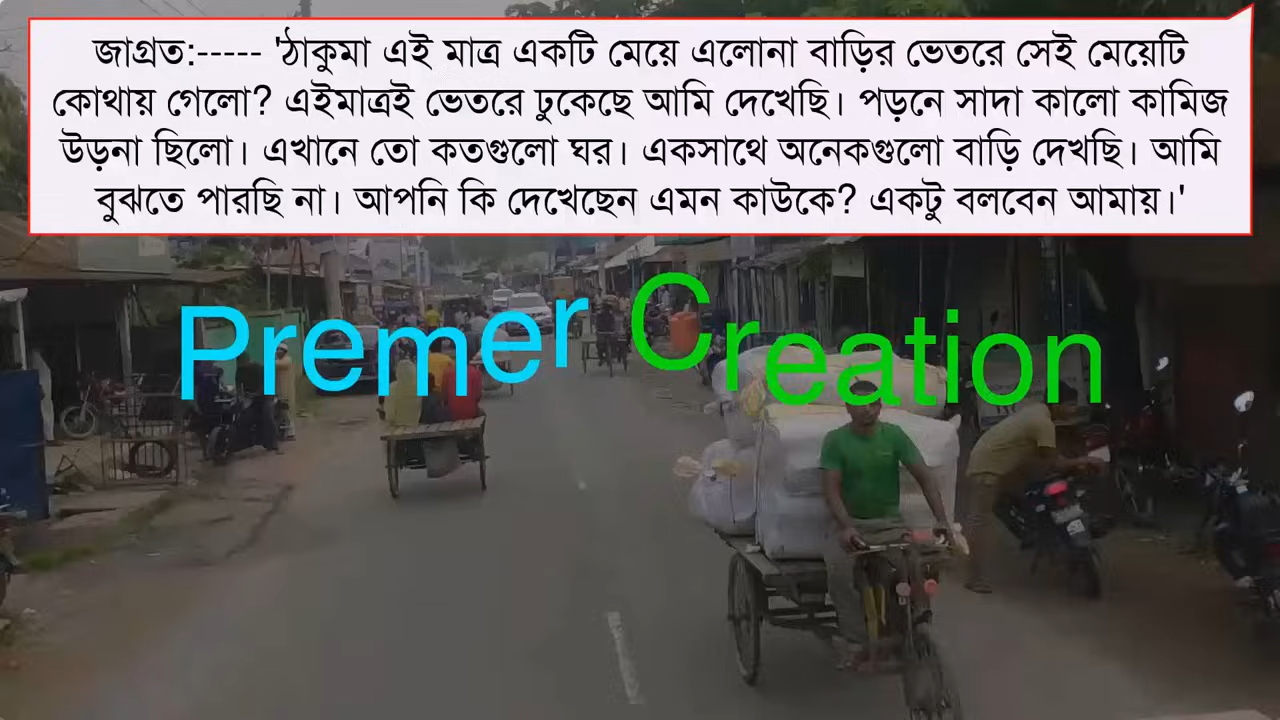 জাগ্রত:----- 'ঠাকুমা এই মাত্র একটি মেয়ে এলোনা বাড়ির ভেতরে সেই মেয়েটি
কোথায় গেলো? এইমাত্রই ভেতরে ঢুকেছে আমি দেখেছি। পড়নে সাদা কালো কামিজ
উড়না ছিলো। এখানে তো কতগুলো ঘর। একসাথে অনেকগুলো বাড়ি দেখছি। আমি
বুঝতে পারছি না। আপনি কি দেখেছেন এমন কাউকে? একটু বলবেন আমায়।'
Premer Creation